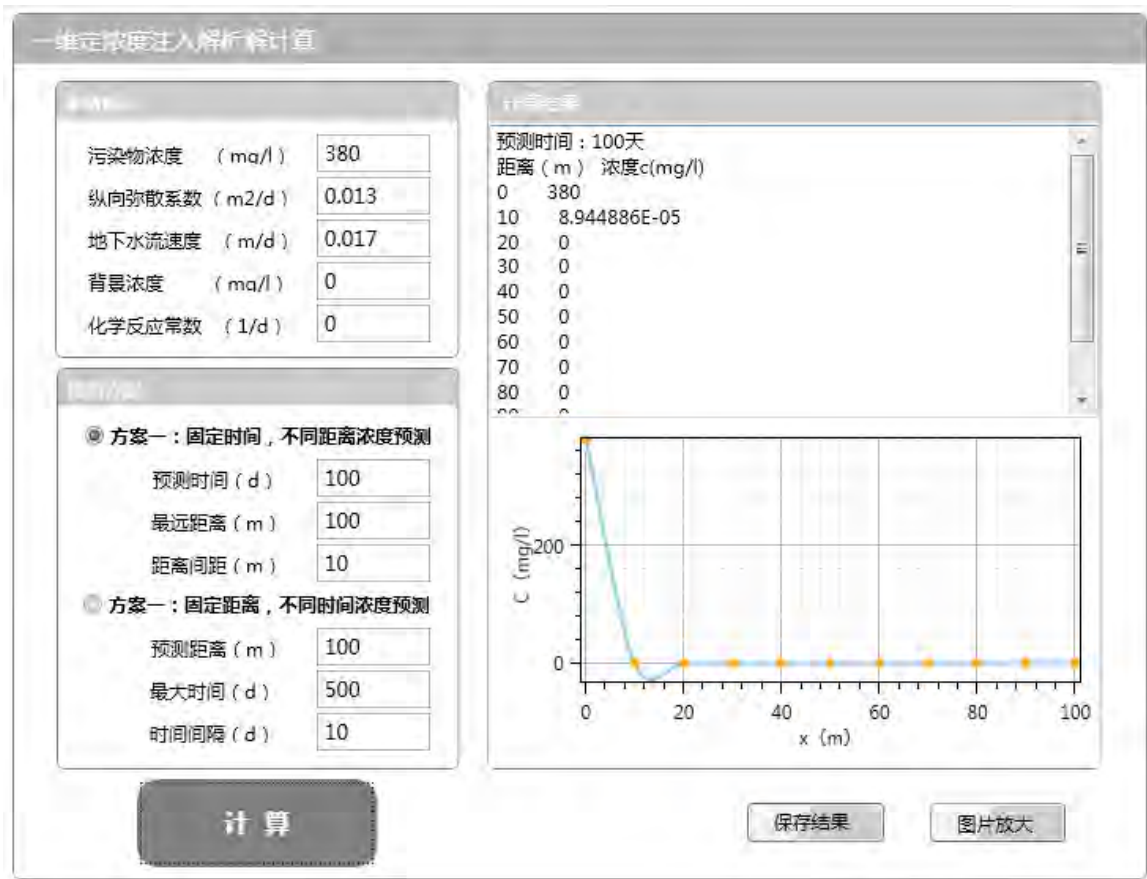 一维定浓度注入解析解计算
污染物浓度 (mg/l) 380
纵向弥散系数 (m2/d) 0.013
地下水流速度 (m/d) 0.017
背景浓度 (mg/l) 0
化学反应常数 (1/d) 0
方案一：固定时间，不同距离浓度预测
预测时间(d) 100
最远距离(m) 100
距离间距(m) 10
方案一：固定距离，不同时间浓度预测
预测距离(m) 100
最大时间(d) 500
时间间隔(d) 10
计 算
计算结果
预测时间：100天
距离(m) 浓度c(mg/l)
0 380
10 8.944886E-05
20 0
30 0
40 0
50 0
60 0
70 0
80 0
90 0
C (mg/l)
200
0
0 20 40 60 80 100
x (m)
保存结果
图片放大